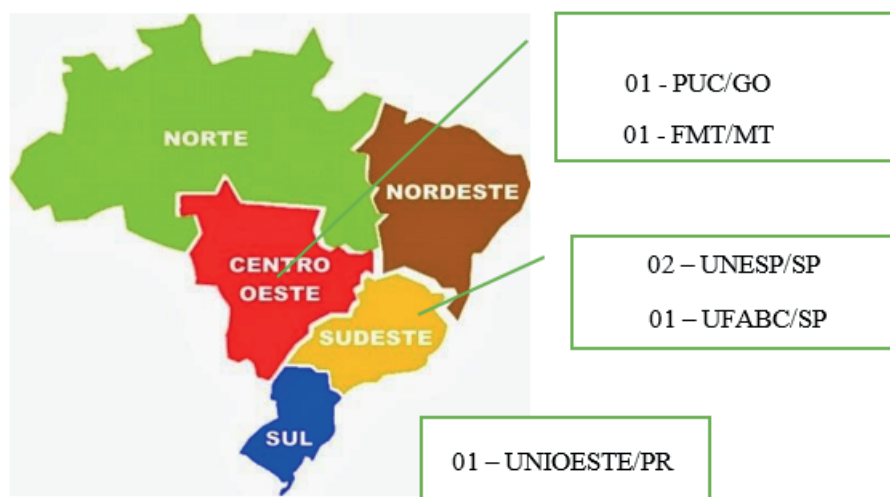 NORTE
NORDESTE
CENTRO
OESTE
SUDESTE
SUL
01 - PUC/GO
01 - FMT/MT
02 – UNESP/SP
01 – UFABC/SP
01 – UNIOESTE/PR